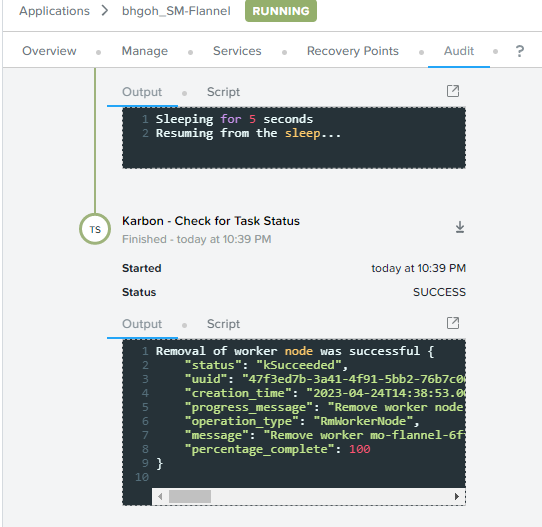 Applications > bhgoh_SM-Flannel RUNNING
Overview Manage Services Recovery Points Audit ?
Output Script
1 Sleeping for 5 seconds
2 Resuming from the sleep...
TS
Karbon - Check for Task Status
Finished - today at 10:39 PM
Started today at 10:39 PM
Status SUCCESS
Output Script
1 Removal of worker node was successful {
2 "status": "kSucceeded",
3 "uuid": "47f3ed7b-3a41-4f91-5bb2-76b7c0
4 "creation_time": "2023-04-24T14:38:53.0
5 "progress_message": "Remove worker node
6 "operation_type": "RmWorkerNode",
7 "message": "Remove worker mo-flannel-6f
8 "percentage_complete": 100
9 }
10